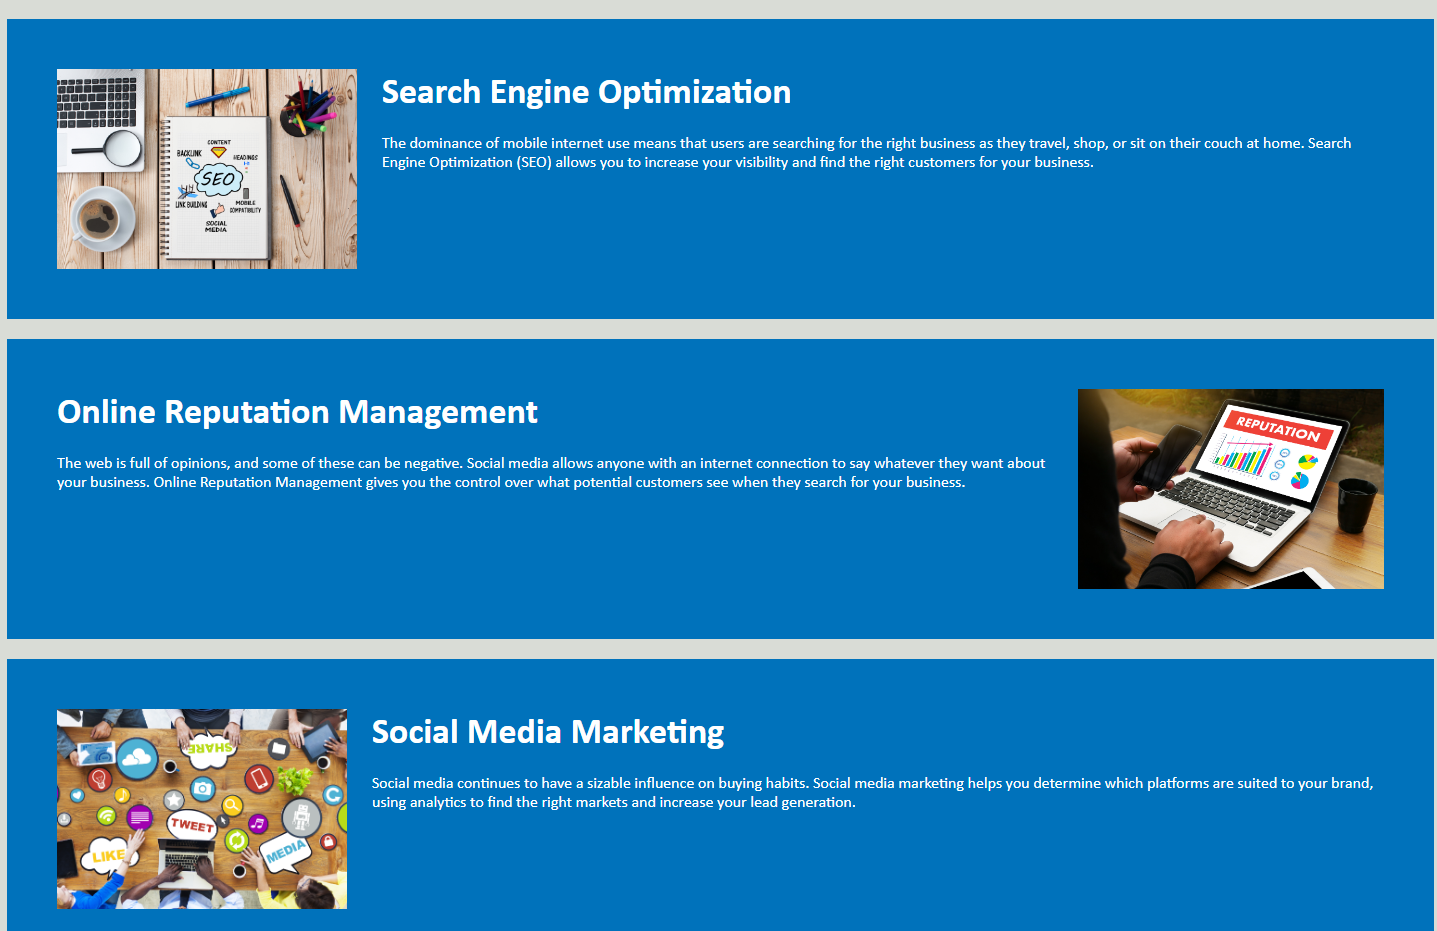 Search Engine Optimization
The dominance of mobile internet use means that users are searching for the right business as they travel, shop, or sit on their couch at home. Search
Engine Optimization (SEO) allows you to increase your visibility and find the right customers for your business.
CONTENT
BACKLINK
HEADINGS
SEO
LINK BUILDING
MOBILE
COMPATIBILITY
SOCIAL
MEDIA
Online Reputation Management
The web is full of opinions, and some of these can be negative. Social media allows anyone with an internet connection to say whatever they want about
your business. Online Reputation Management gives you the control over what potential customers see when they search for your business.
REPUTATION
Social Media Marketing
Social media continues to have a sizable influence on buying habits. Social media marketing helps you determine which platforms are suited to your brand,
using analytics to find the right markets and increase your lead generation.
SHARE
TWEET
LIKE
MEDIA